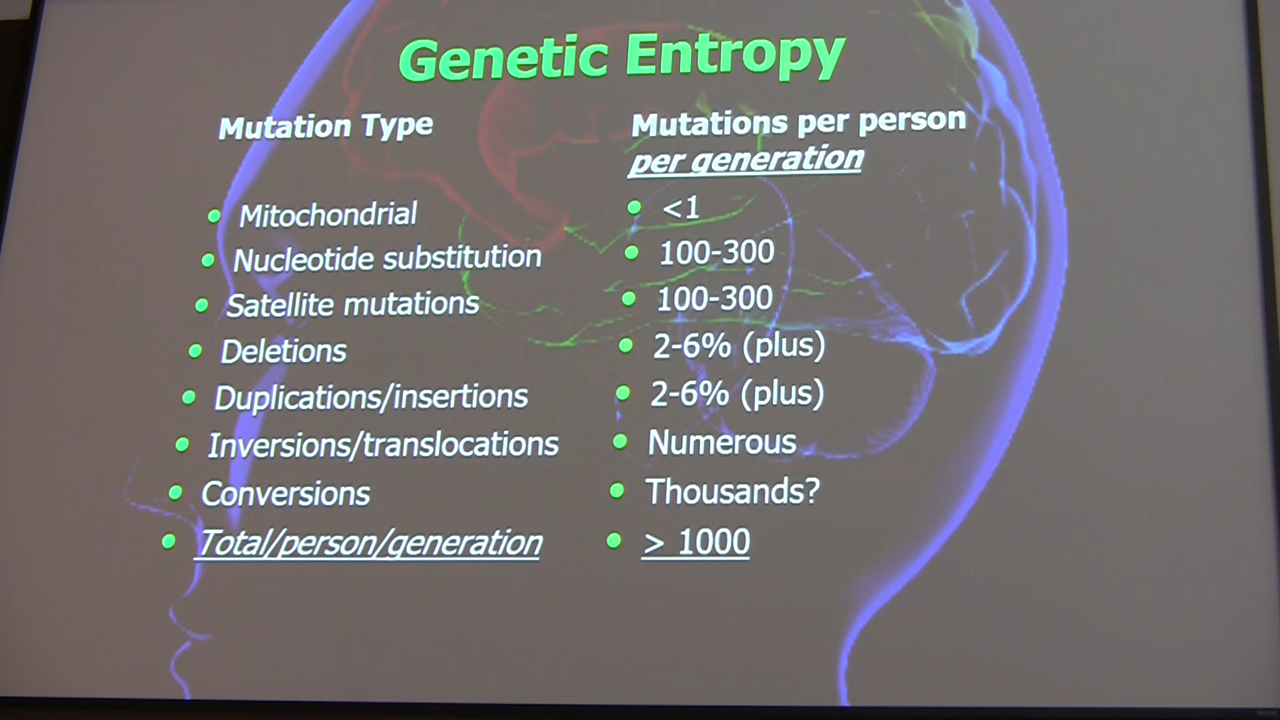 Genetic Entropy
Mutation Type
Mutations per person
per generation
Mitochondrial
<1
Nucleotide substitution
100-300
Satellite mutations
100-300
Deletions
2-6% (plus)
Duplications/insertions
2-6% (plus)
Inversions/translocations
Numerous
Conversions
Thousands?
Total/person/generation
> 1000